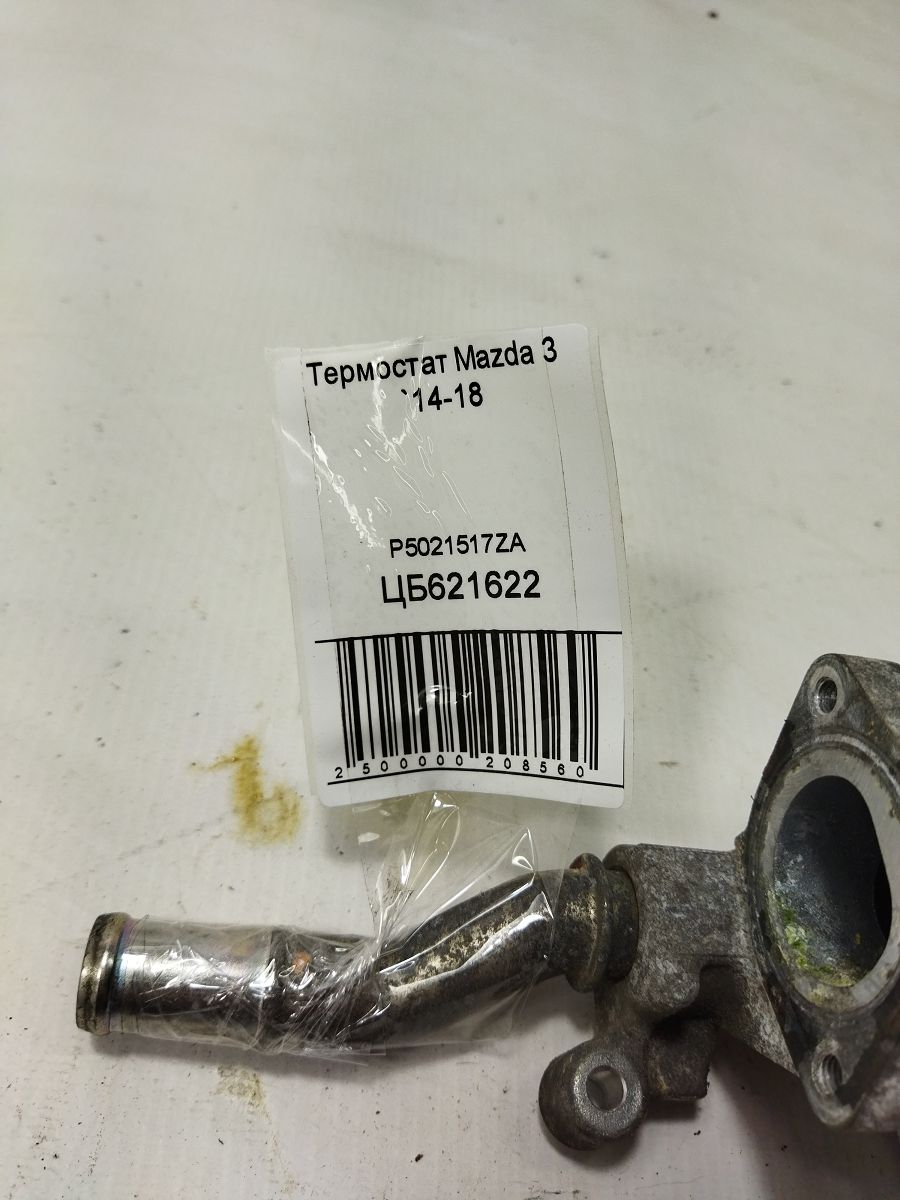 Термостат Mazda 3
`14-18
P5021517ZA
ЦБ621622
2500000208560